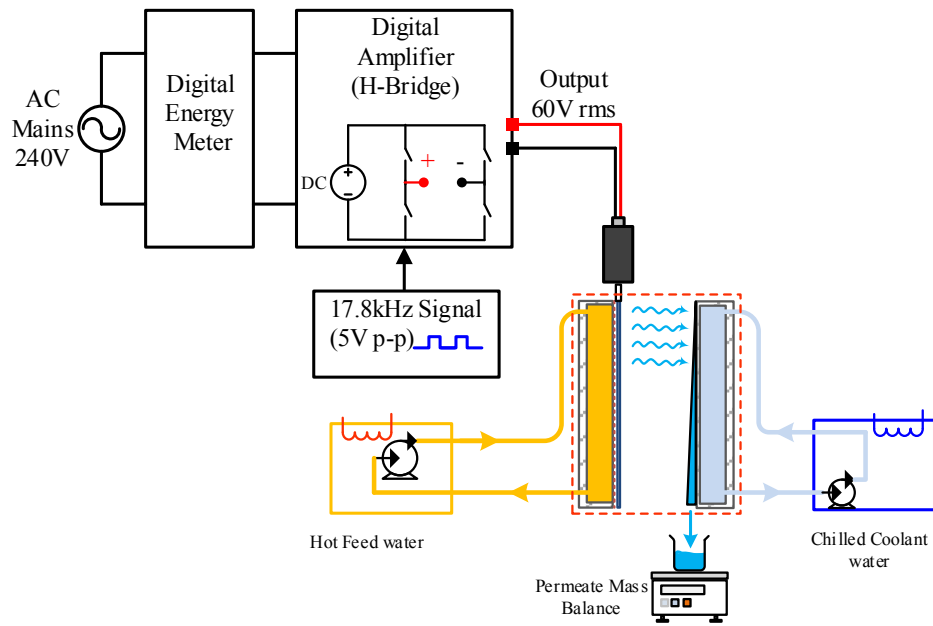 Digital
Amplifier
(H-Bridge)
Digital
Energy
Meter
AC
Mains
240V
Output
60V rms
DC
+
-
+
−
17.8kHz Signal
(5V p-p)
Hot Feed water
Chilled Coolant
water
Permeate Mass
Balance